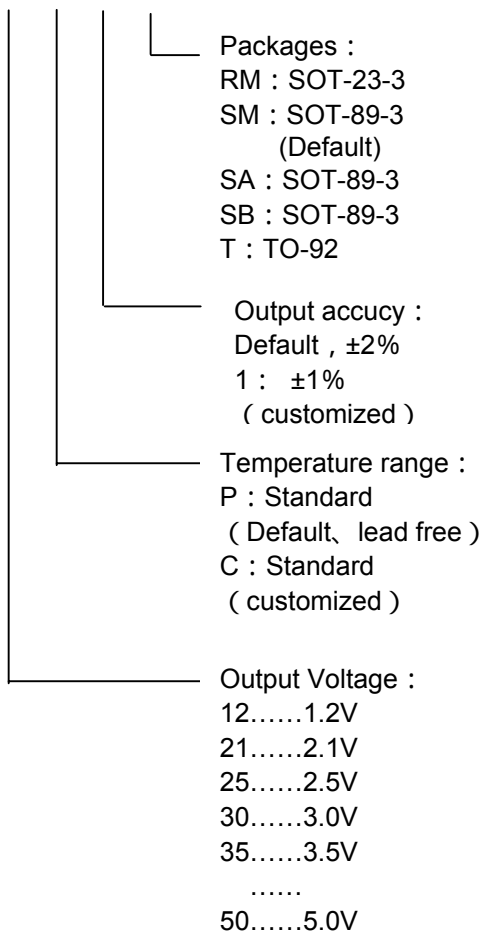 Packages：
RM：SOT-23-3
SM：SOT-89-3
(Default)
SA：SOT-89-3
SB：SOT-89-3
T：TO-92
Output accucy：
Default，±2%
1： ±1%
（customized）
Temperature range：
P：Standard
（Default、lead free）
C：Standard
（customized）
Output Voltage：
12……1.2V
21……2.1V
25……2.5V
30……3.0V
35……3.5V
……
50……5.0V